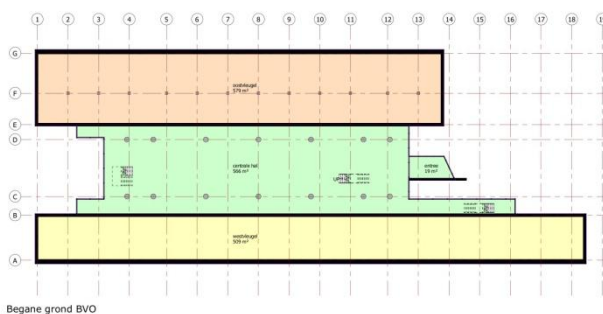 1 2 3 4 5 6 7 8 9 10 11 12 13 14 15 16 17 18 19
G
oostvleugel
579 m²
F
E
D
centrale hal
566 m²
entree
19 m²
C
B
westvleugel
509 m²
A
Begane grond BVO